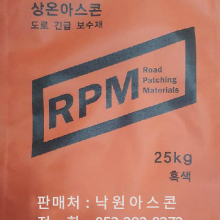 상온아스콘
도로 긴급 보수재
RPM
Road
Patching
Materials
25kg
흑색
판매처 : 낙원아스콘